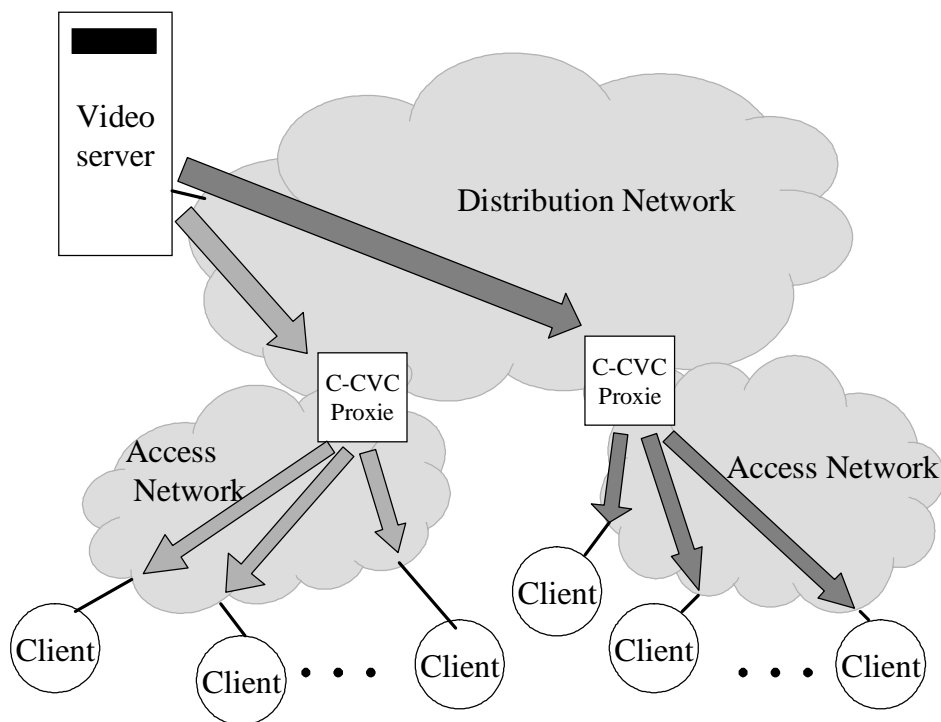 Video
server
Distribution Network
C-CVC
Proxie
C-CVC
Proxie
Access
Network
Access Network
Client
Client
Client
Client
Client
Client